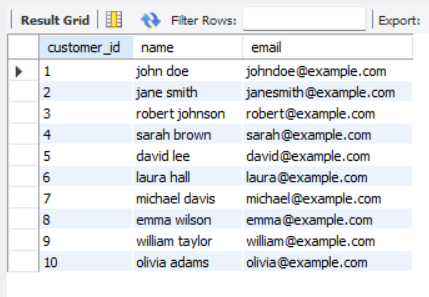 Result Grid Filter Rows: Export:
customer_id name email
1 john doe johndoe@example.com
2 jane smith janesmith@example.com
3 robert johnson robert@example.com
4 sarah brown sarah@example.com
5 david lee david@example.com
6 laura hall laura@example.com
7 michael davis michael@example.com
8 emma wilson emma@example.com
9 william taylor william@example.com
10 olivia adams olivia@example.com